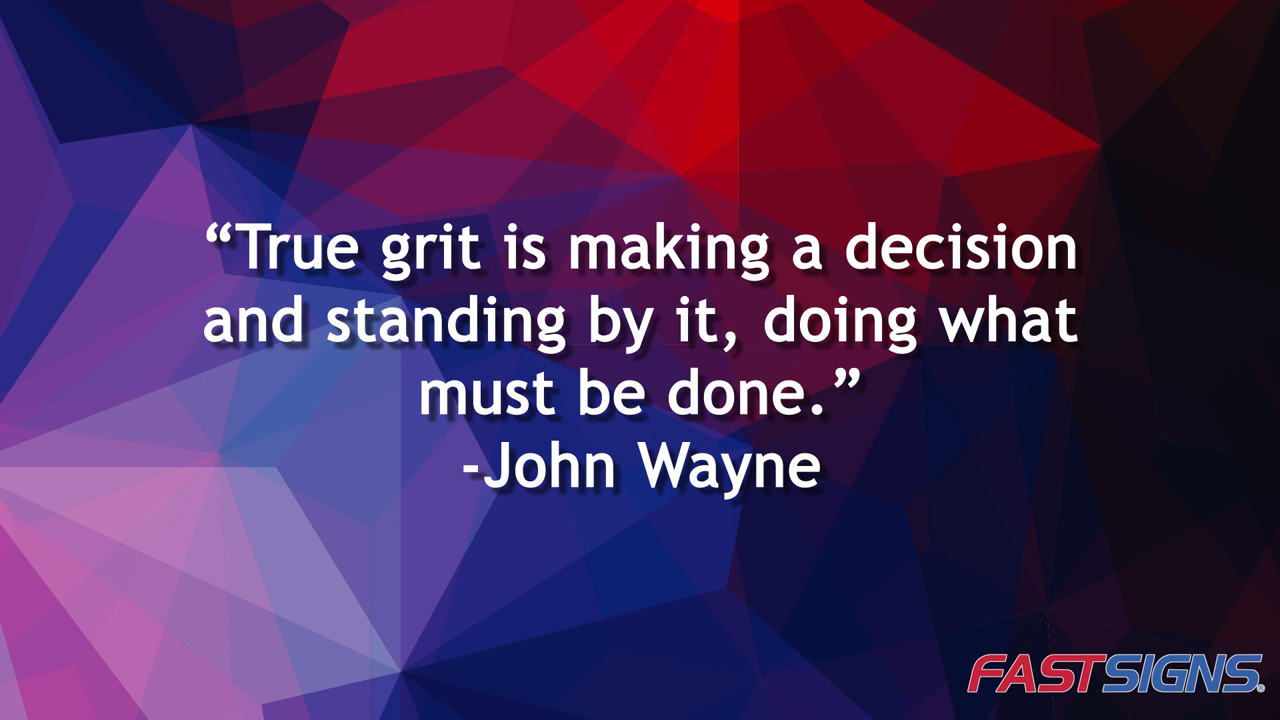 “True grit is making a decision
and standing by it, doing what
must be done.”
-John Wayne
FASTSIGNS®